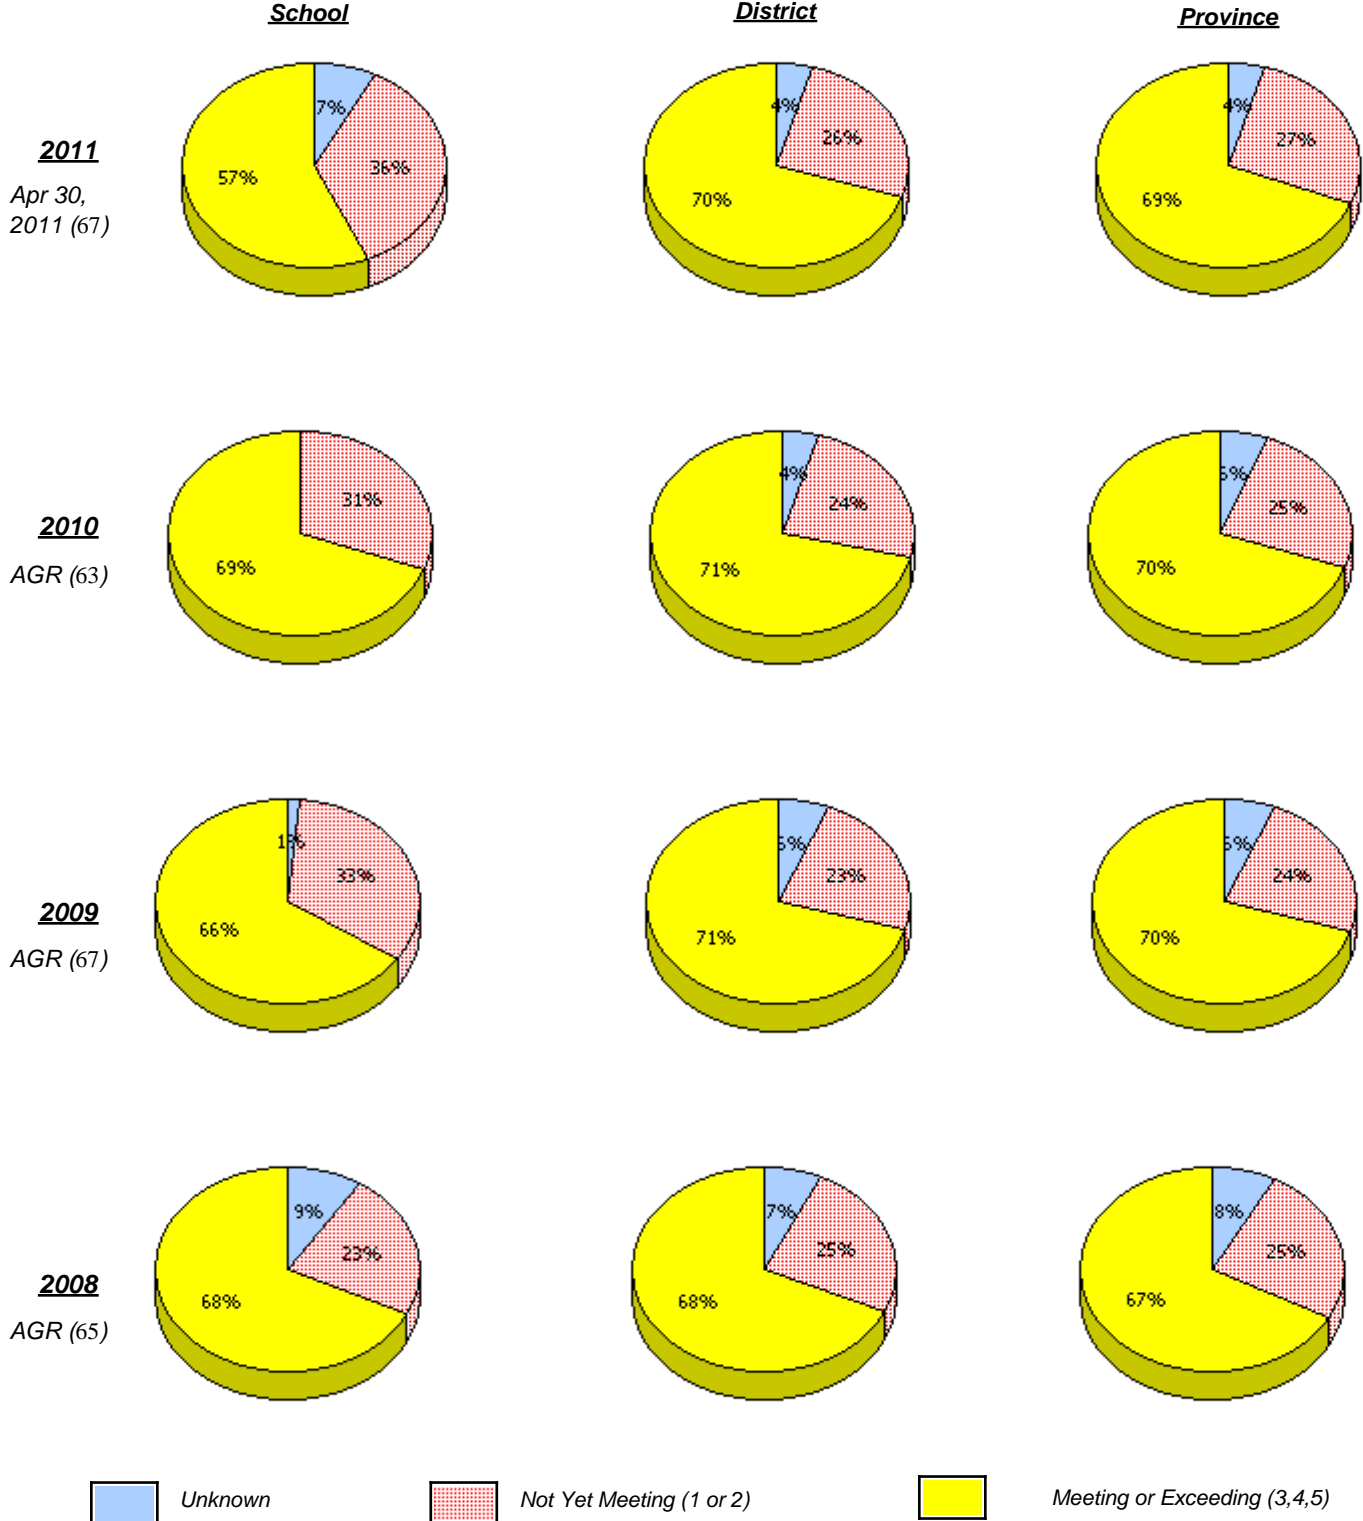 School District Province
7% 36% 57% 4% 26% 70% 4% 27% 69%
2011
Apr 30,
2011 (67)
31% 69% 4% 24% 71% 25% 70%
2010
AGR (63)
1% 33% 66% 23% 71% 24% 70%
2009
AGR (67)
9% 23% 68% 7% 25% 68% 8% 25% 67%
2008
AGR (65)
Unknown Not Yet Meeting (1 or 2) Meeting or Exceeding (3,4,5)